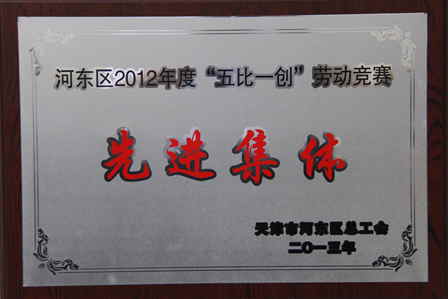 河东区2012年度“五比一创”劳动竞赛
先进集体
天津市河东区总工会
二〇一三年